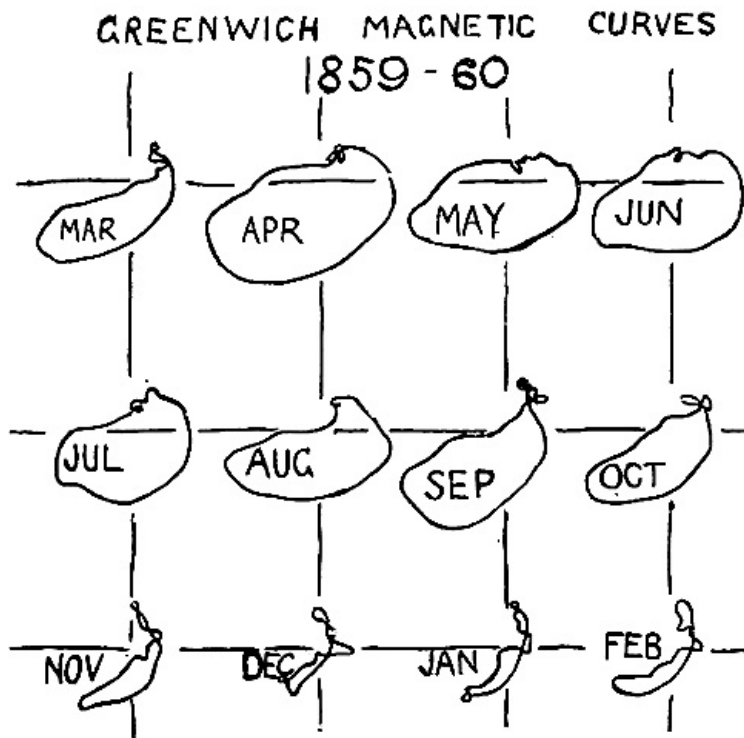 GREENWICH MAGNETIC CURVES
1859-60
MAR APR MAY JUN
JUL AUG SEP OCT
NOV DEC JAN FEB